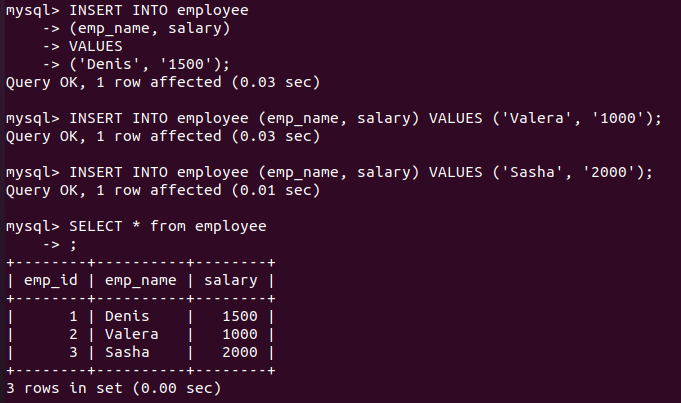 mysql> INSERT INTO employee
    -> (emp_name, salary)
    -> VALUES
    -> ('Denis', '1500');
Query OK, 1 row affected (0.03 sec)

mysql> INSERT INTO employee (emp_name, salary) VALUES ('Valera', '1000');
Query OK, 1 row affected (0.03 sec)

mysql> INSERT INTO employee (emp_name, salary) VALUES ('Sasha', '2000');
Query OK, 1 row affected (0.01 sec)

mysql> SELECT * from employee
    -> ;
+--------+----------+--------+
| emp_id | emp_name | salary |
+--------+----------+--------+
|      1 | Denis    |   1500 |
|      2 | Valera   |   1000 |
|      3 | Sasha    |   2000 |
+--------+----------+--------+
3 rows in set (0.00 sec)